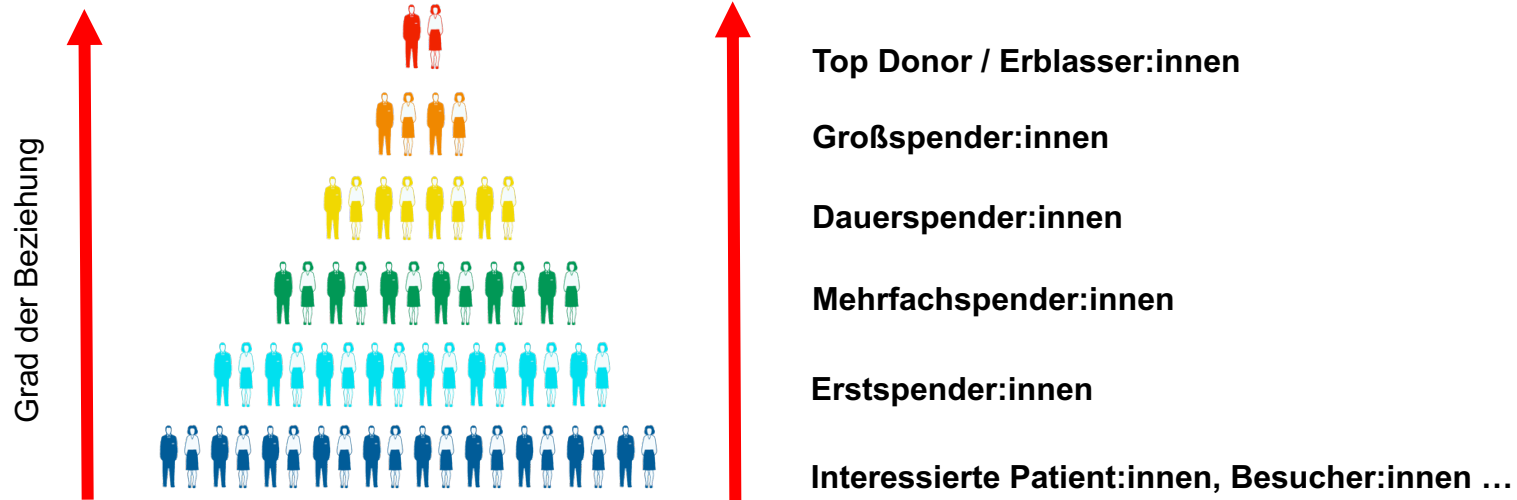 Grad der Beziehung
Top Donor / Erblasser:innen
Großspender:innen
Dauerspender:innen
Mehrfachspender:innen
Erstspender:innen
Interessierte Patient:innen, Besucher:innen …